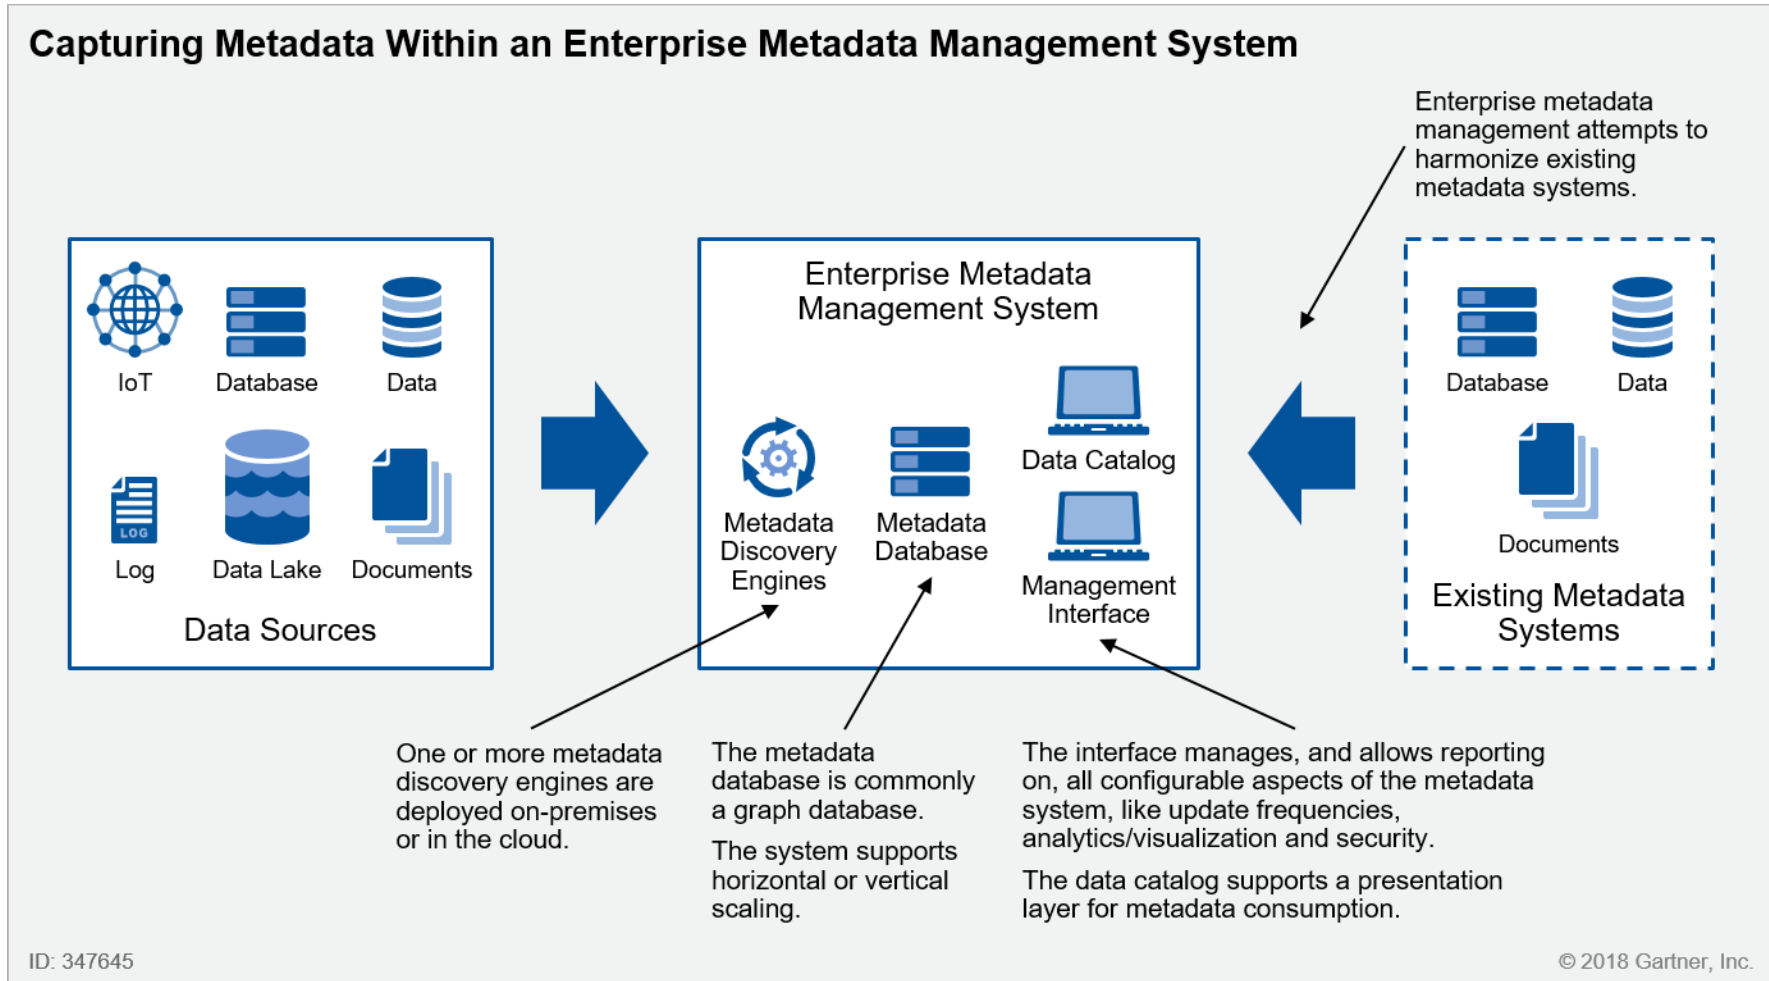 Capturing Metadata Within an Enterprise Metadata Management System
Enterprise metadata
management attempts to
harmonize existing
metadata systems.
IoT
Database
Data
Log
LOG
Data Lake
Documents
Data Sources
Enterprise Metadata
Management System
Metadata
Discovery
Engines
Metadata
Database
Data Catalog
Management
Interface
Database
Data
Documents
Existing Metadata
Systems
One or more metadata
discovery engines are
deployed on-premises
or in the cloud.
The metadata
database is commonly
a graph database.
The system supports
horizontal or vertical
scaling.
The interface manages, and allows reporting
on, all configurable aspects of the metadata
system, like update frequencies,
analytics/visualization and security.
The data catalog supports a presentation
layer for metadata consumption.
ID: 347645
© 2018 Gartner, Inc.